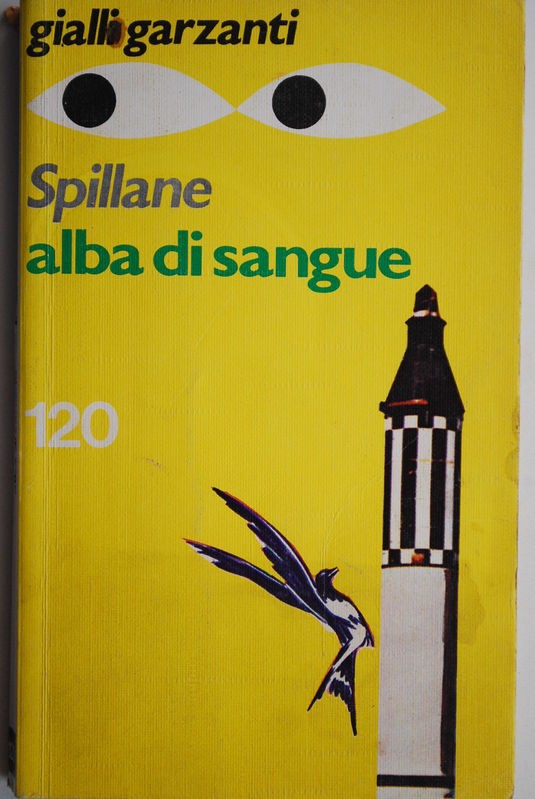 gialli garzanti
Spillane
alba di sangue
120